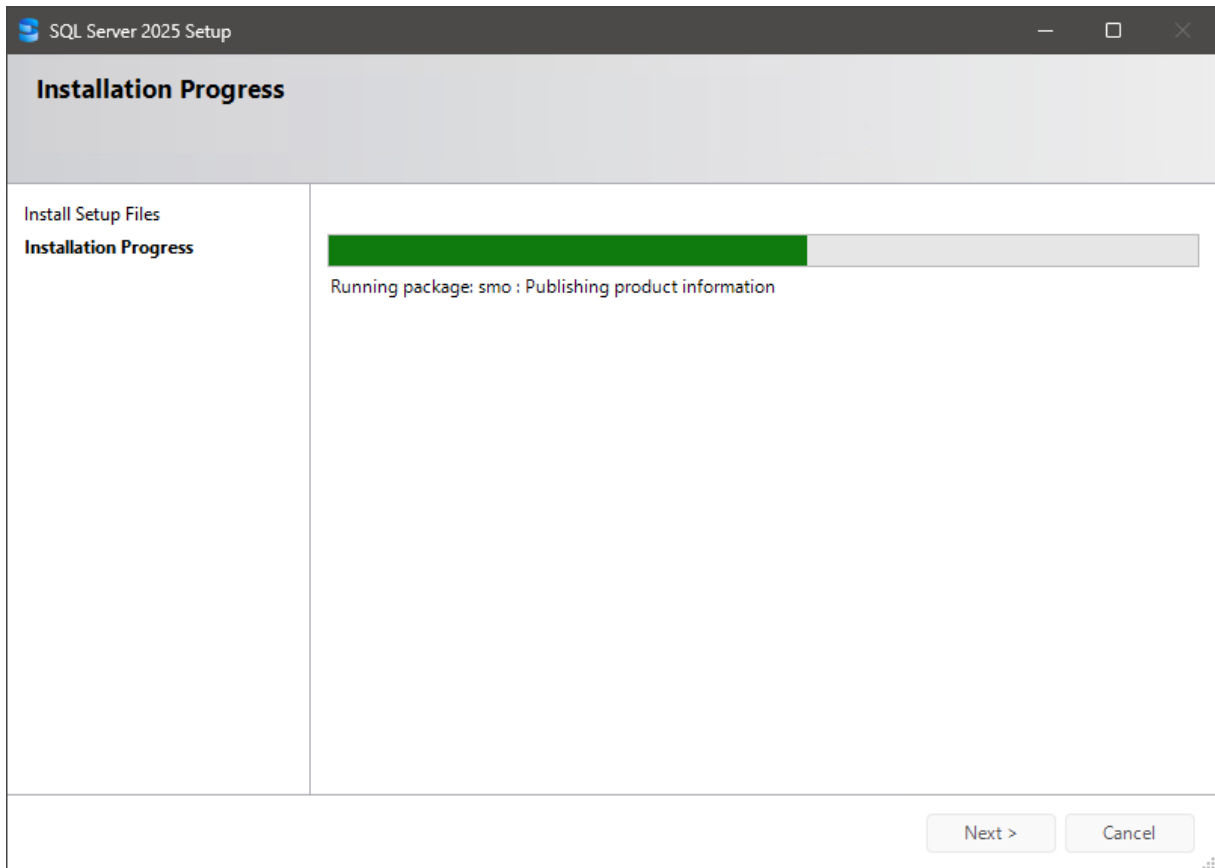 SQL Server 2025 Setup
Installation Progress
Install Setup Files
Installation Progress
Running package: smo : Publishing product information
Next >
Cancel